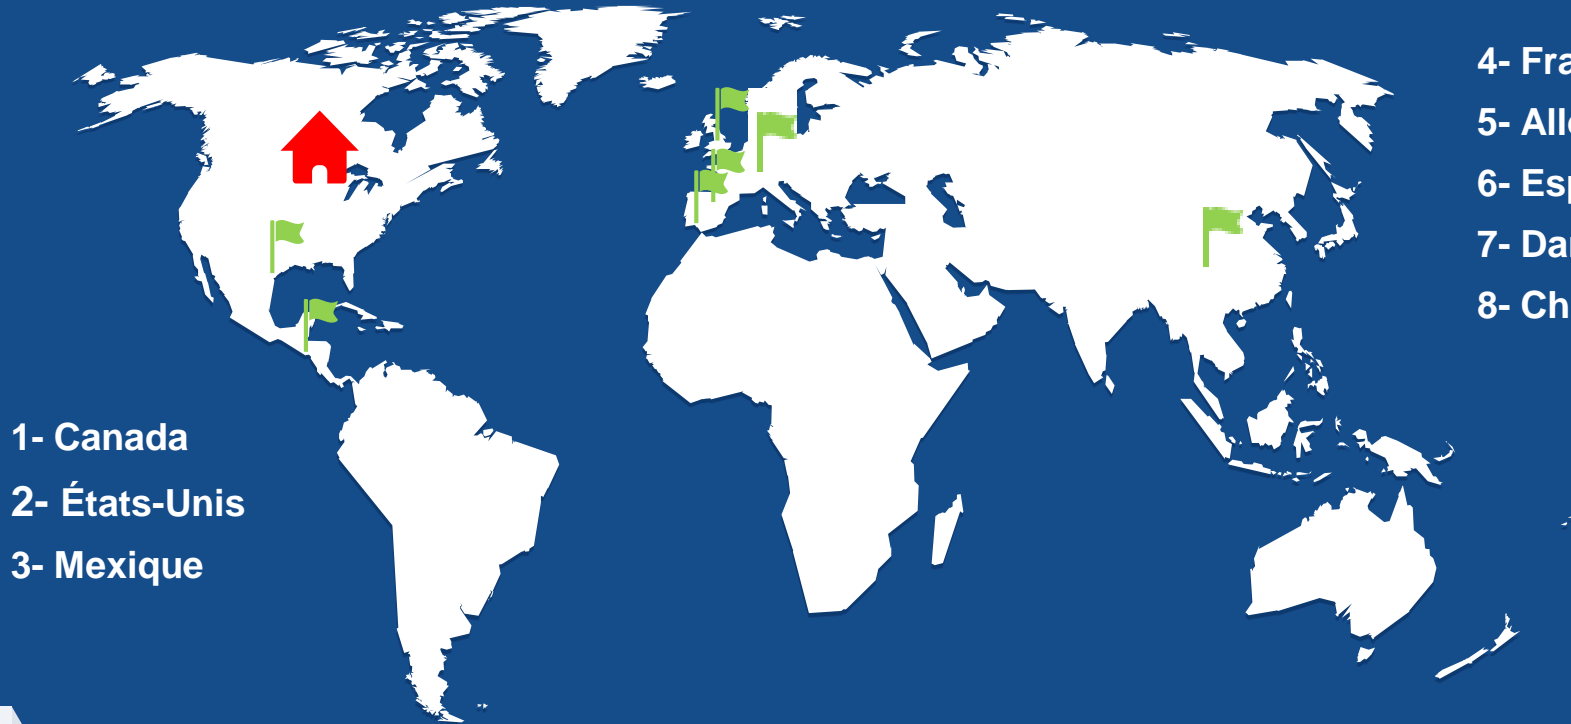 1- Canada
2- États-Unis
3- Mexique
4- Fra
5- All
6- Esp
7- Da
8- Ch